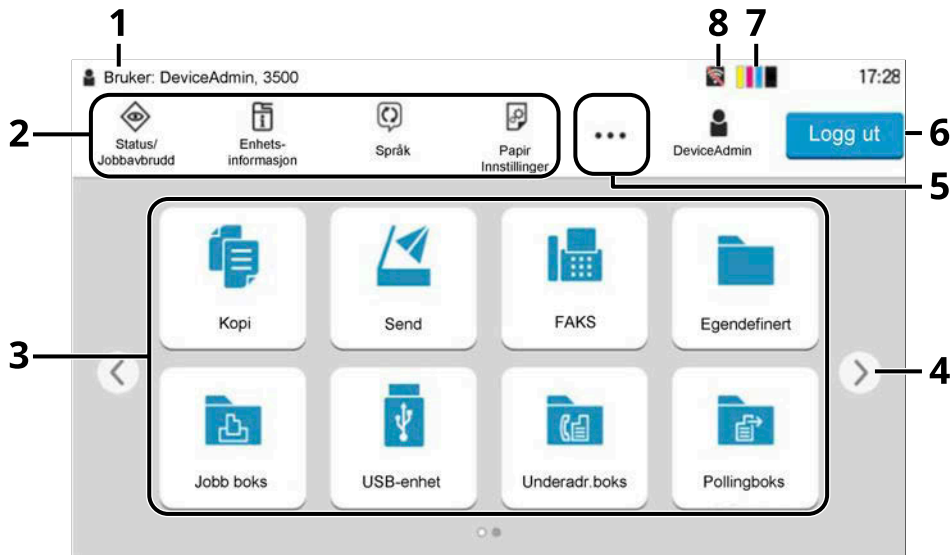 1
8
7
Bruker: DeviceAdmin, 3500
17:28
2
Status/
Jobbavbrudd
Enhets-
informasjon
Språk
Papir
Innstillinger
DeviceAdmin
Logg ut
6
5
Kopi
Send
FAKS
Egendefinert
3
4
Jobb boks
USB-enhet
Underadr.boks
Pollingboks